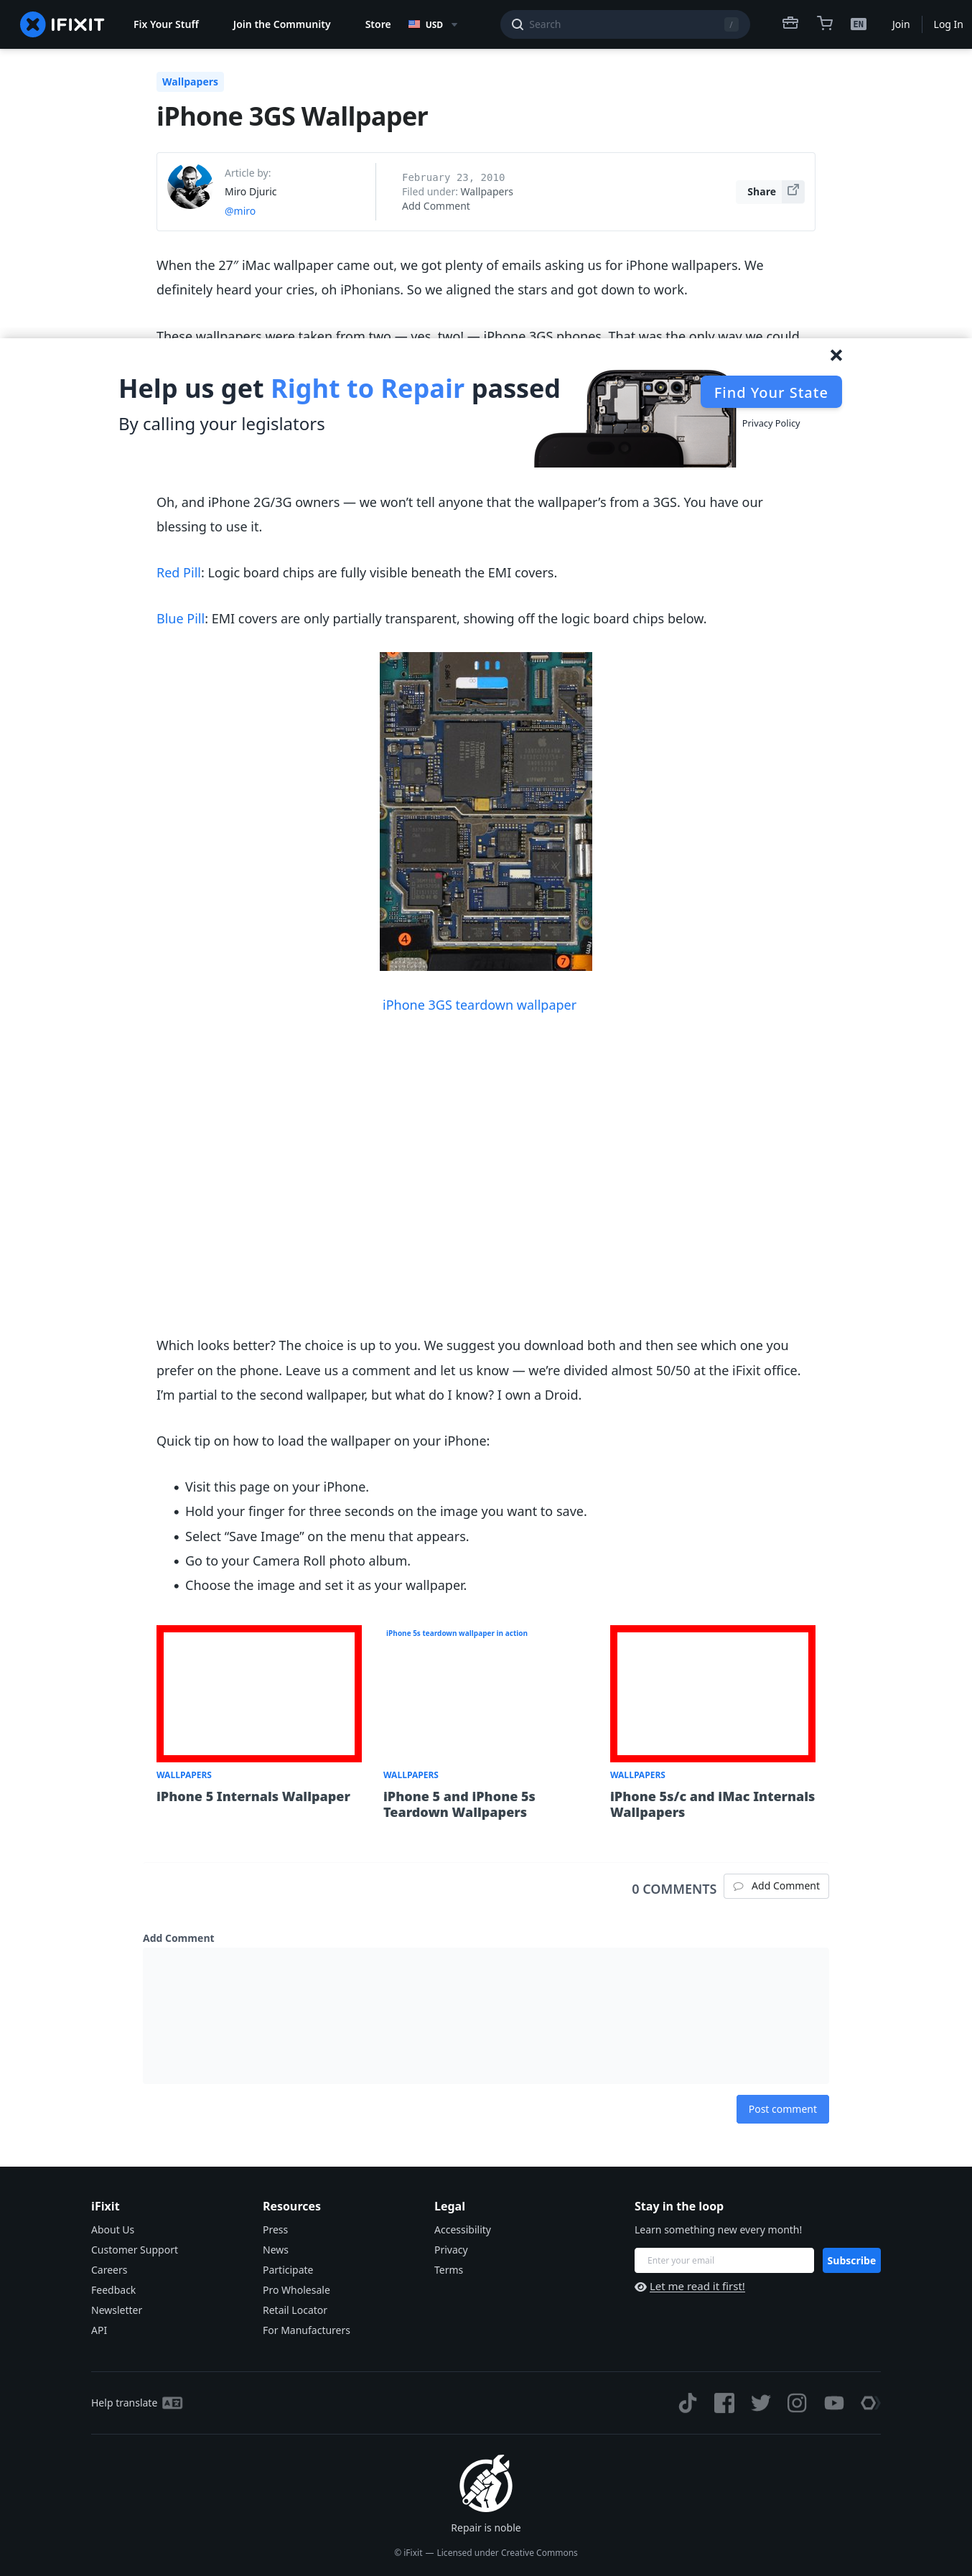 IFIXIT
Fix Your Stuff
Join the Community
Store
USD
Search
/
EN
Join
Log In
Wallpapers
iPhone 3GS Wallpaper
Article by:
Miro Djuric
@miro
February 23, 2010
Filed under: Wallpapers
Add Comment
Share
When the 27″ iMac wallpaper came out, we got plenty of emails asking us for iPhone wallpapers. We
definitely heard your cries, oh iPhonians. So we aligned the stars and got down to work.
These wallpapers were taken from two — yes, two! — iPhone 3GS phones. That was the only way we could
Help us get Right to Repair passed
By calling your legislators
Find Your State
Privacy Policy
Oh, and iPhone 2G/3G owners — we won’t tell anyone that the wallpaper’s from a 3GS. You have our
blessing to use it.
Red Pill: Logic board chips are fully visible beneath the EMI covers.
Blue Pill: EMI covers are only partially transparent, showing off the logic board chips below.
TOSHIBA
4
7
iPhone 3GS teardown wallpaper
Which looks better? The choice is up to you. We suggest you download both and then see which one you
prefer on the phone. Leave us a comment and let us know — we’re divided almost 50/50 at the iFixit office.
I’m partial to the second wallpaper, but what do I know? I own a Droid.
Quick tip on how to load the wallpaper on your iPhone:
• Visit this page on your iPhone.
• Hold your finger for three seconds on the image you want to save.
• Select “Save Image” on the menu that appears.
• Go to your Camera Roll photo album.
• Choose the image and set it as your wallpaper.
iPhone 5s teardown wallpaper in action
WALLPAPERS
iPhone 5 Internals Wallpaper
WALLPAPERS
iPhone 5 and iPhone 5s
Teardown Wallpapers
WALLPAPERS
iPhone 5s/c and iMac Internals
Wallpapers
0 COMMENTS
Add Comment
Add Comment
Post comment
iFixit
About Us
Customer Support
Careers
Feedback
Newsletter
API
Resources
Press
News
Participate
Pro Wholesale
Retail Locator
For Manufacturers
Legal
Accessibility
Privacy
Terms
Stay in the loop
Learn something new every month!
Enter your email
Subscribe
Let me read it first!
Help translate
Repair is noble
© iFixit — Licensed under Creative Commons